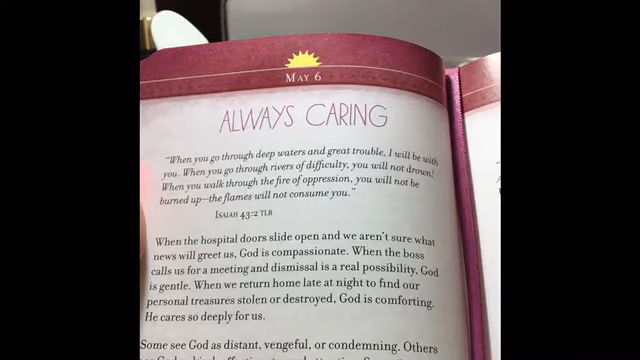 MAY 6
ALWAYS CARING
"When you go through deep waters and great trouble, I will be with
you. When you go through rivers of difficulty, you will not drown!
When you walk through the fire of oppression, you will not be
burned up—the flames will not consume you."
ISAIAH 43:2 TLB
When the hospital doors slide open and we aren't sure what
news will greet us, God is compassionate. When the boss
calls us for a meeting and dismissal is a real possibility, God
is gentle. When we return home late at night to find our
personal treasures stolen or destroyed, God is comforting.
He cares so deeply for us.
Some see God as distant, vengeful, or condemning. Others